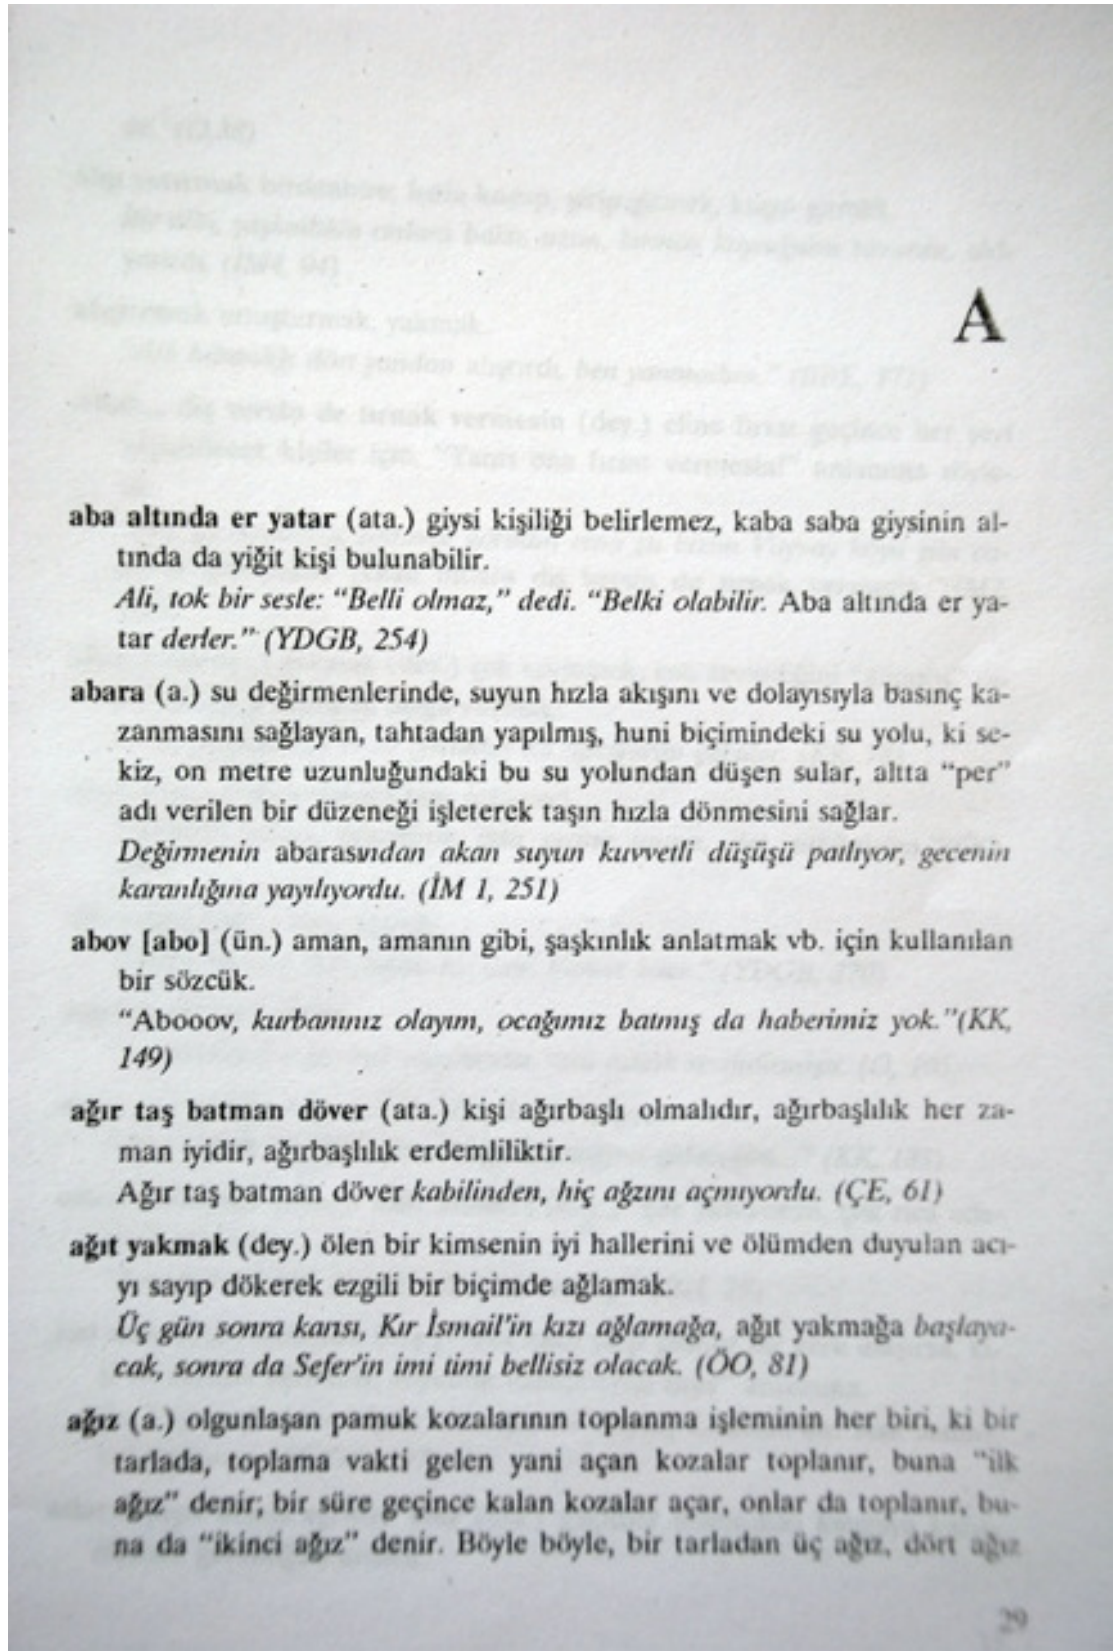 A
aba altında er yatar (ata.) giysi kişiliği belirlemez, kaba saba giysinin al-
tında da yiğit kişi bulunabilir.
Ali, tok bir sesle: “Belli olmaz,” dedi. “Belki olabilir. Aba altında er ya-
tar derler.” (YDGB, 254)
abara (a.) su değirmenlerinde, suyun hızla akışını ve dolayısıyla basınç ka-
zanmasını sağlayan, tahtadan yapılmış, huni biçimindeki su yolu, ki se-
kiz, on metre uzunluğundaki bu su yolundan düşen sular, altta “per”
adı verilen bir düzeneği işleterek taşın hızla dönmesini sağlar.
Değirmenin abarasından akan suyun kuvvetli düşüşü patlıyor, gecenin
karanlığına yayılıyordu. (İM 1, 251)
abov [abo] (ün.) aman, amanın gibi, şaşkınlık anlatmak vb. için kullanılan
bir sözcük.
“Abooov, kurbanınız olayım, ocağımız batmış da haberimiz yok.”(KK,
149)
ağır taş batman döver (ata.) kişi ağırbaşlı olmalıdır, ağırbaşlılık her za-
man iyidir, ağırbaşlılık erdemliliktir.
Ağır taş batman döver kabilinden, hiç ağzını açmıyordu. (ÇE, 61)
ağıt yakmak (dey.) ölen bir kimsenin iyi hallerini ve ölümden duyulan acı-
yı sayıp dökerek ezgili bir biçimde ağlamak.
Üç gün sonra karısı, Kır İsmail’in kızı ağlamağa, ağıt yakmağa başlaya-
cak, sonra da Sefer’in imi timi bellisiz olacak. (ÖO, 81)
ağız (a.) olgunlaşan pamuk kozalarının toplanma işleminin her biri, ki bir
tarlada, toplama vakti gelen yani açan kozalar toplanır, buna “ilk
ağız” denir; bir süre geçince kalan kozalar açar, onlar da toplanır, bu-
na da “ikinci ağız” denir. Böyle böyle, bir tarladan üç ağız, dört ağız
29